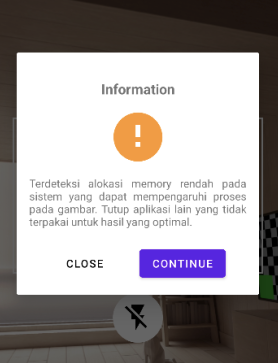 Information
Terdeteksi alokasi memory rendah pada
sistem yang dapat mempengaruhi proses
pada gambar. Tutup aplikasi lain yang tidak
terpakai untuk hasil yang optimal.
CLOSE CONTINUE